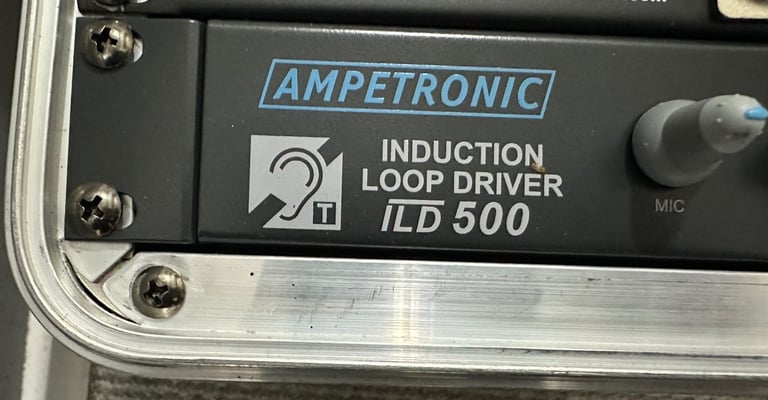 AMPETRONIC
INDUCTION
LOOP DRIVER
ILD 500
T
MIC